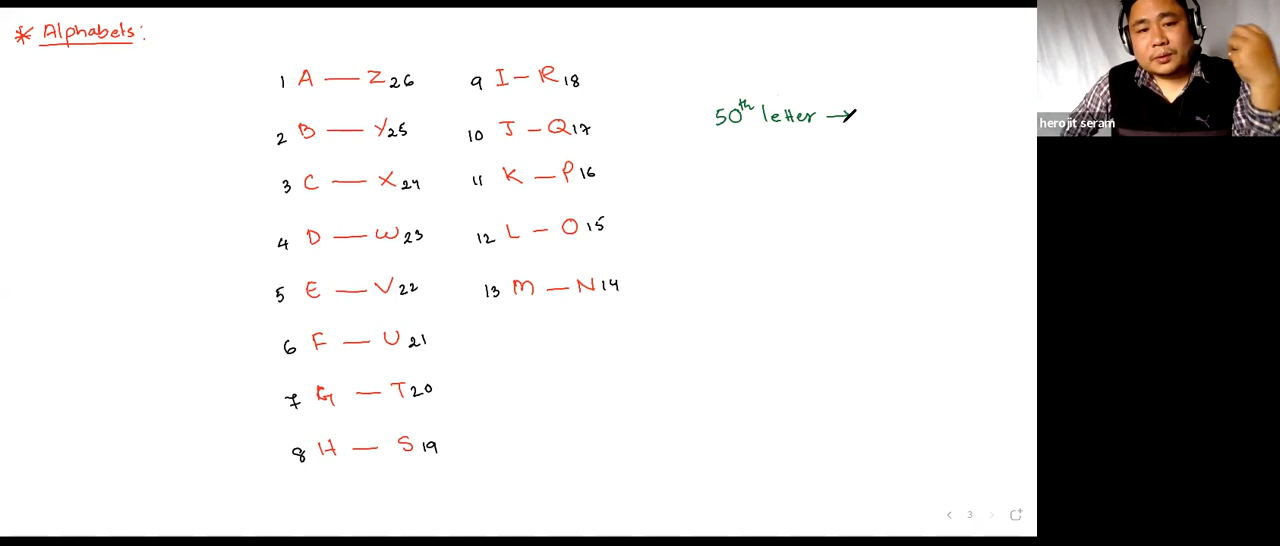 * Alphabets:
1 A — Z 26
2 B — Y 25
3 C — X 24
4 D — W 23
5 E — V 22
6 F — U 21
7 G — T 20
8 H — S 19
9 I — R 18
10 J — Q 17
11 K — P 16
12 L — O 15
13 M — N 14
50th letter →
herojit seram
3